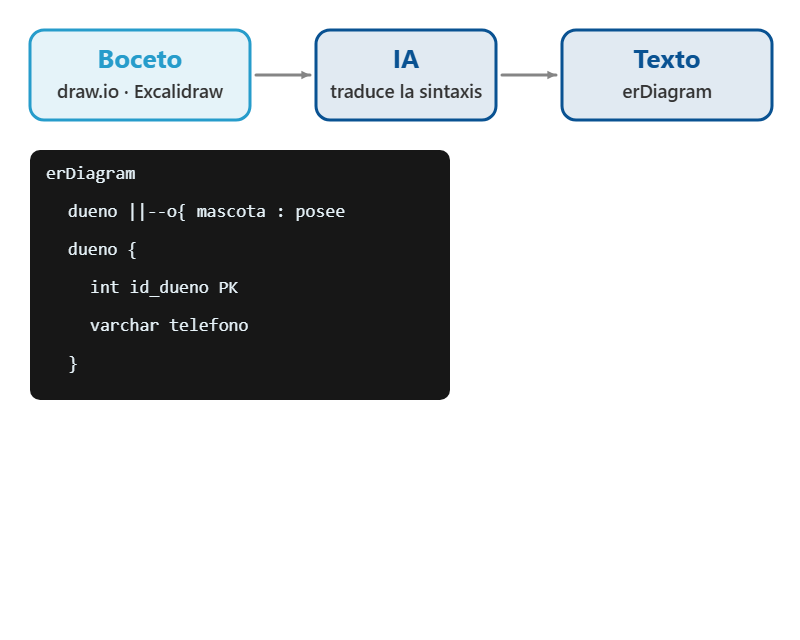 Boceto
draw.io · Excalidraw
IA
traduce la sintaxis
Texto
erDiagram
erDiagram
dueno ||--o{ mascota : posee
dueno {
int id_dueno PK
varchar telefono
}